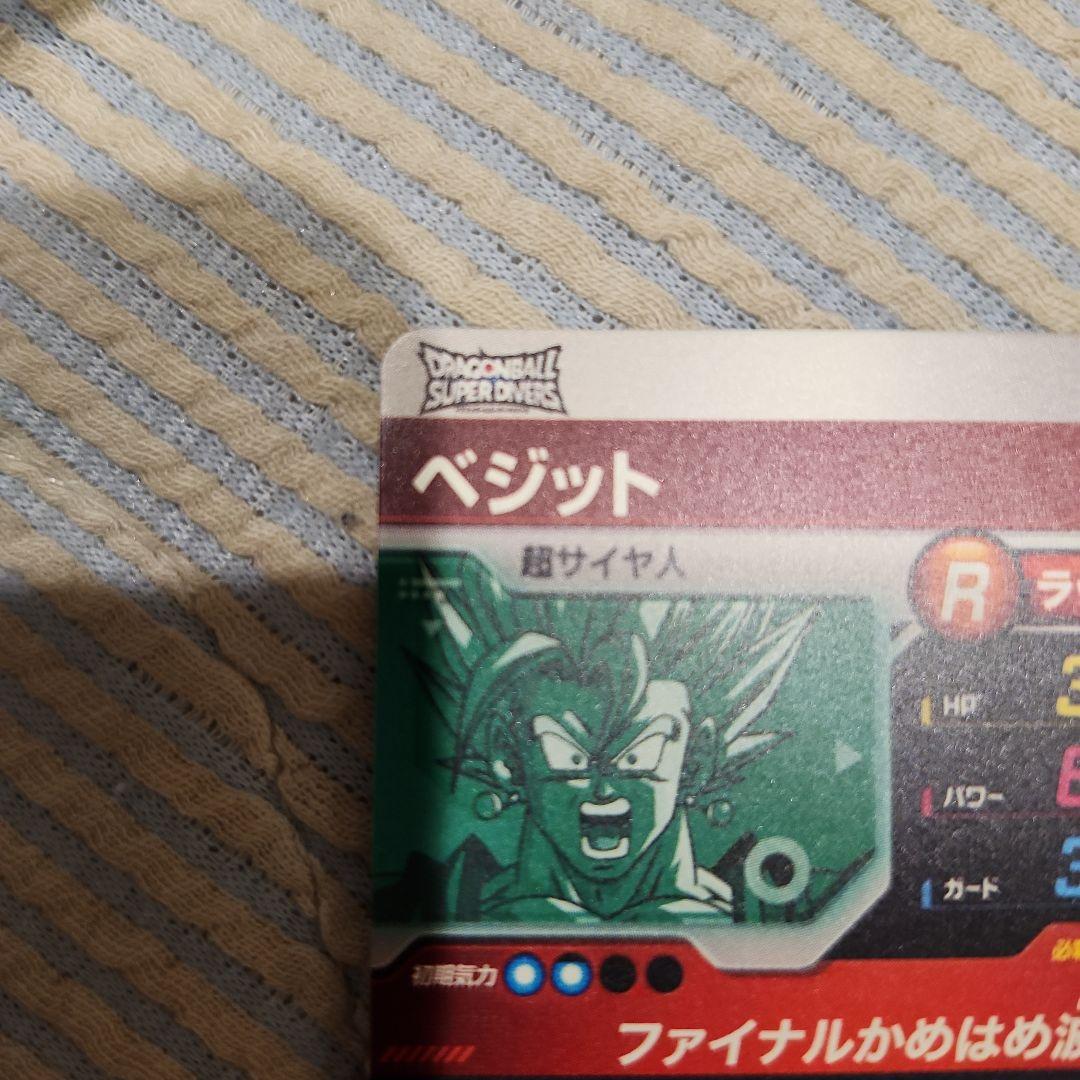 DRAGONBALL
SUPER DIVERS
ベジット
超サイヤ人
R
HP
パワー
ガード
初期気力
ファイナルかめはめ波